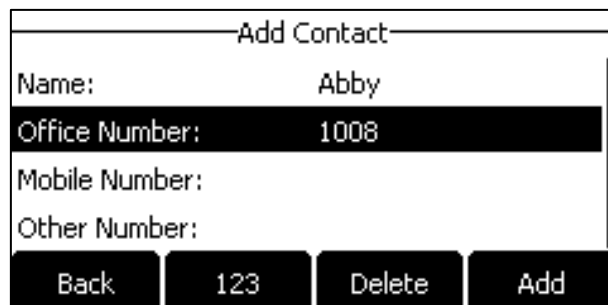 Add Contact
Name: Abby
Office Number: 1008
Mobile Number:
Other Number:
Back 123 Delete Add